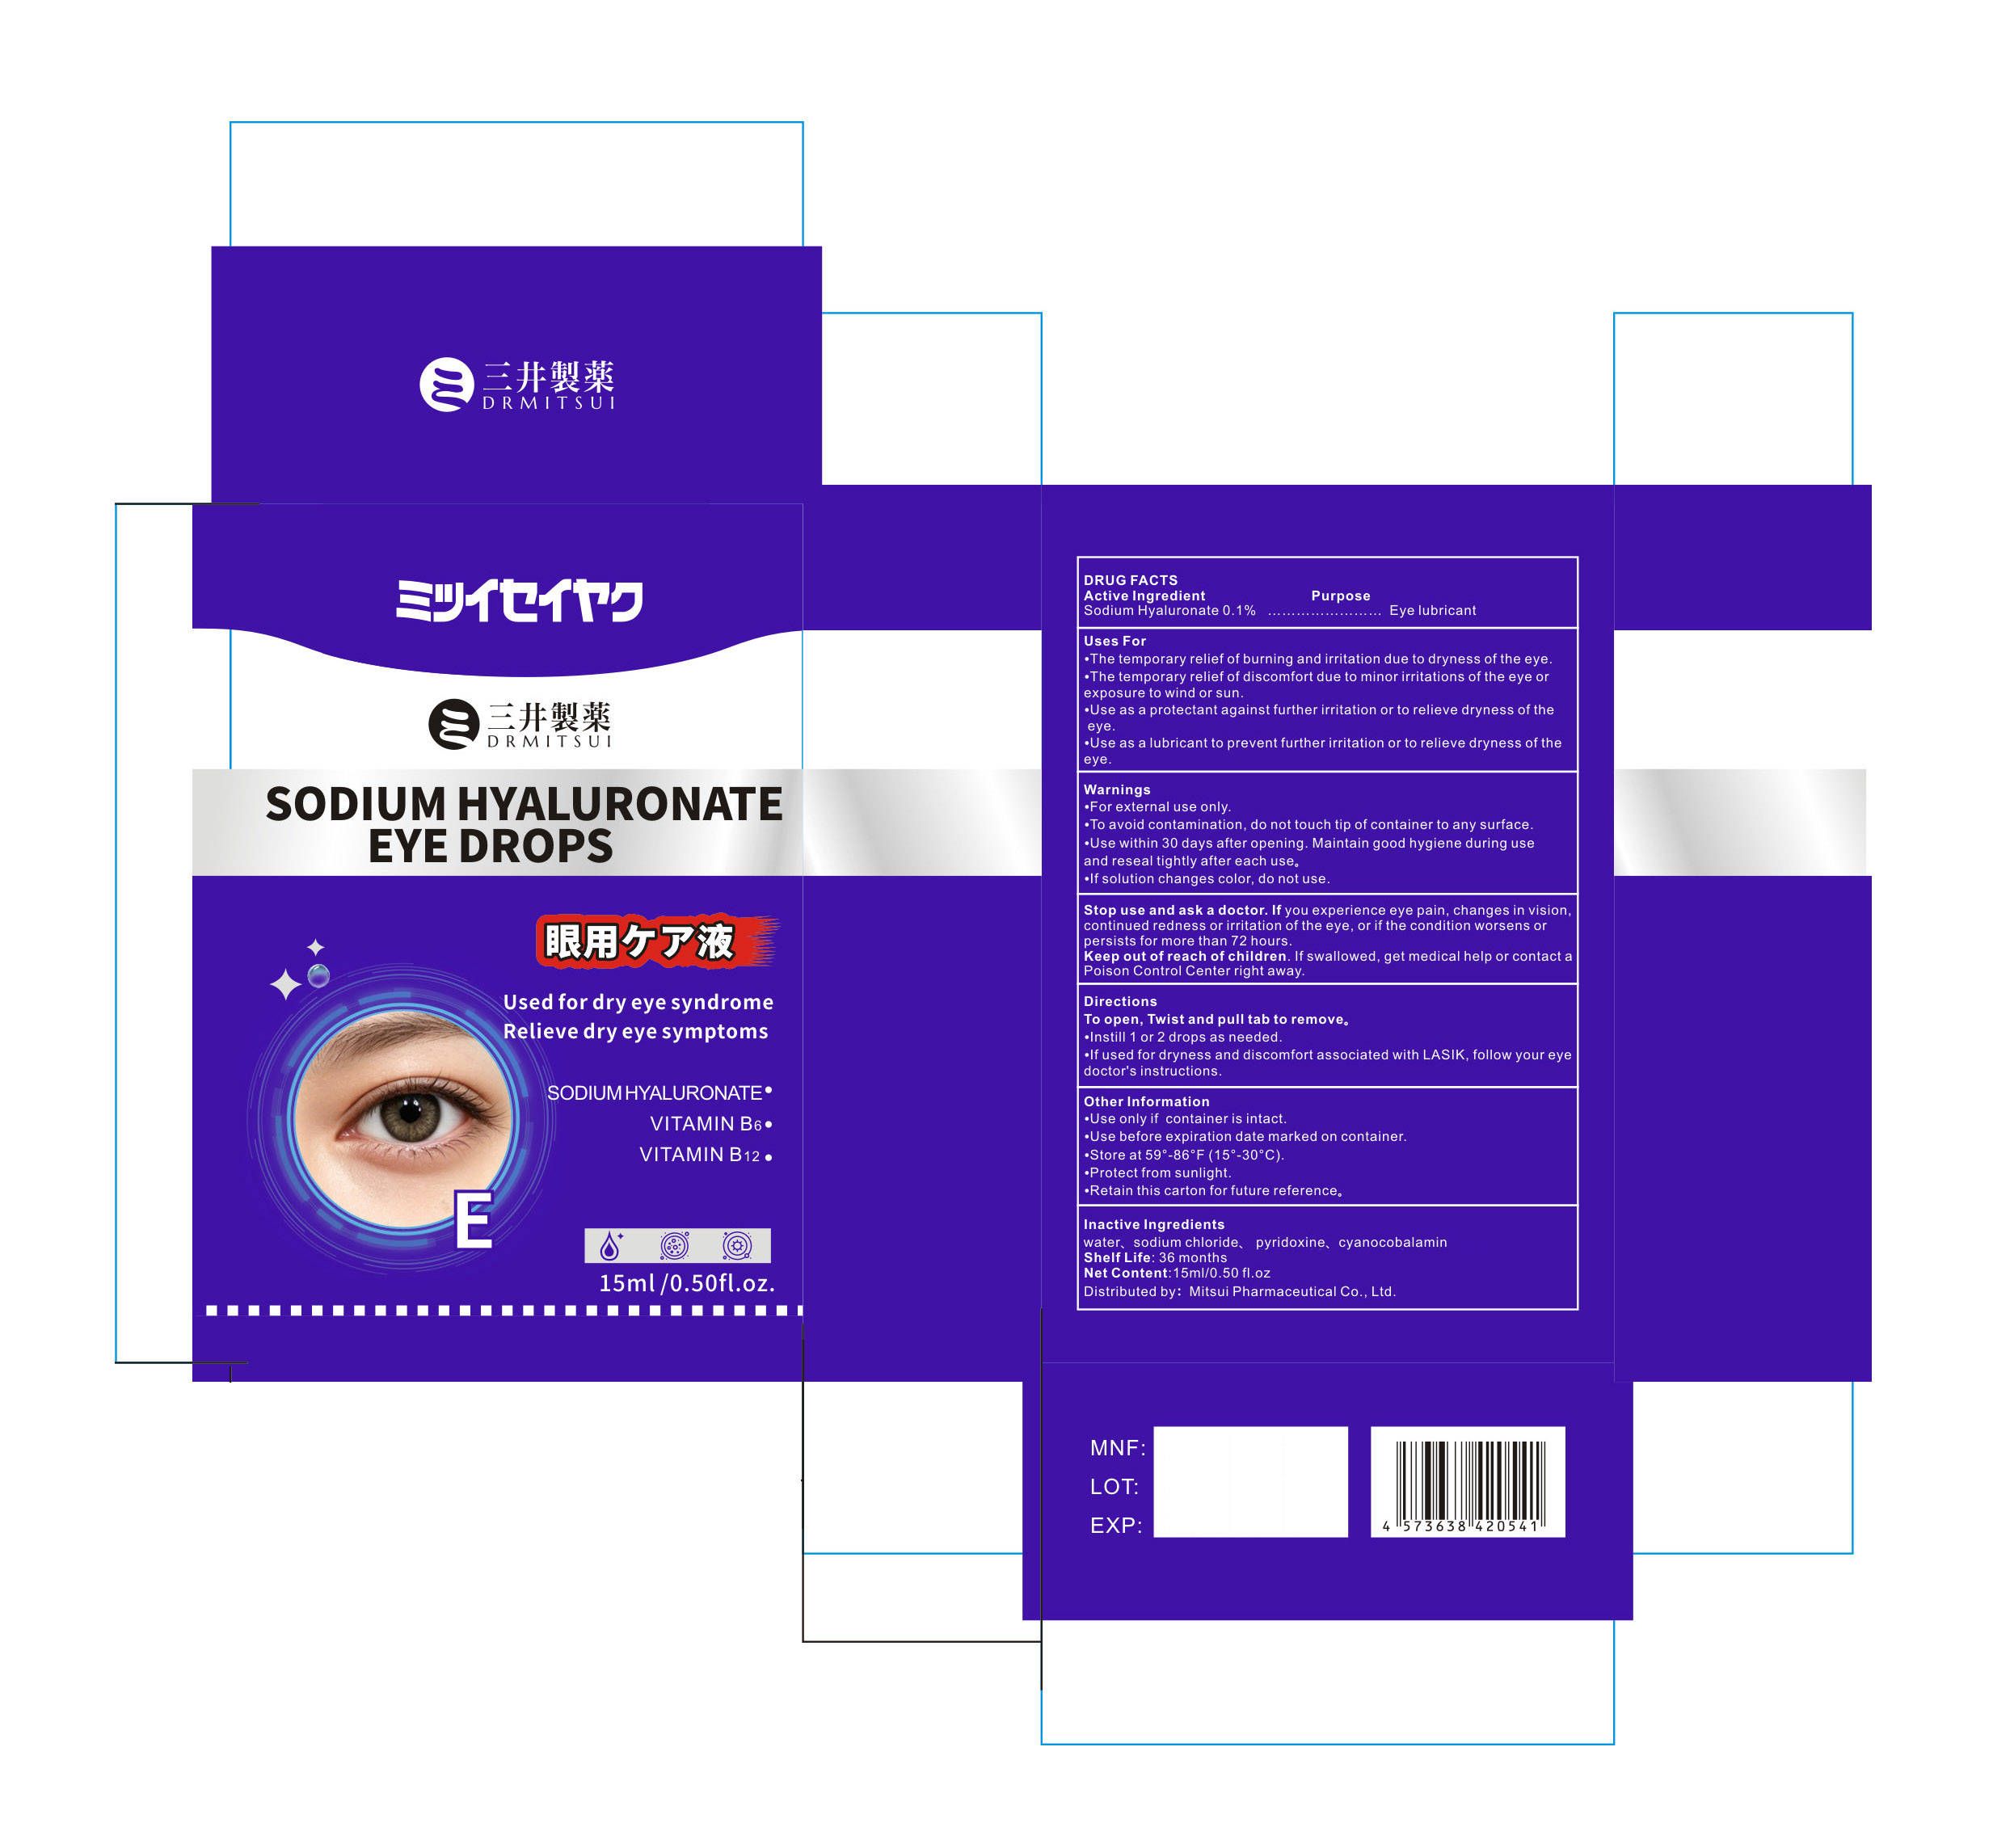 三井製薬
DRMITSUI
ミツイセイヤク
三井製薬
DRMITSUI
SODIUM HYALURONATE
EYE DROPS
眼用ケア液
Used for dry eye syndrome
Relieve dry eye symptoms
SODIUM HYALURONATE•
VITAMIN B6•
VITAMIN B12•
E
15ml /0.50fl.oz.
DRUG FACTS
Active Ingredient Purpose
Sodium Hyaluronate 0.1% ........................ Eye lubricant
Uses For
•The temporary relief of burning and irritation due to dryness of the eye.
•The temporary relief of discomfort due to minor irritations of the eye or
exposure to wind or sun.
•Use as a protectant against further irritation or to relieve dryness of the
eye.
•Use as a lubricant to prevent further irritation or to relieve dryness of the
eye.
Warnings
•For external use only.
•To avoid contamination, do not touch tip of container to any surface.
•Use within 30 days after opening. Maintain good hygiene during use
and reseal tightly after each use。
•If solution changes color, do not use.
Stop use and ask a doctor. If you experience eye pain, changes in vision,
continued redness or irritation of the eye, or if the condition worsens or
persists for more than 72 hours.
Keep out of reach of children. If swallowed, get medical help or contact a
Poison Control Center right away.
Directions
To open, Twist and pull tab to remove。
•Instill 1 or 2 drops as needed.
•If used for dryness and discomfort associated with LASIK, follow your eye
doctor's instructions.
Other Information
•Use only if container is intact.
•Use before expiration date marked on container.
•Store at 59°-86°F (15°-30°C).
•Protect from sunlight.
•Retain this carton for future reference。
Inactive Ingredients
water、sodium chloride、 pyridoxine、cyanocobalamin
Shelf Life: 36 months
Net Content:15ml/0.50 fl.oz
Distributed by：Mitsui Pharmaceutical Co., Ltd.
MNF:
LOT:
EXP:
4 573638 420541